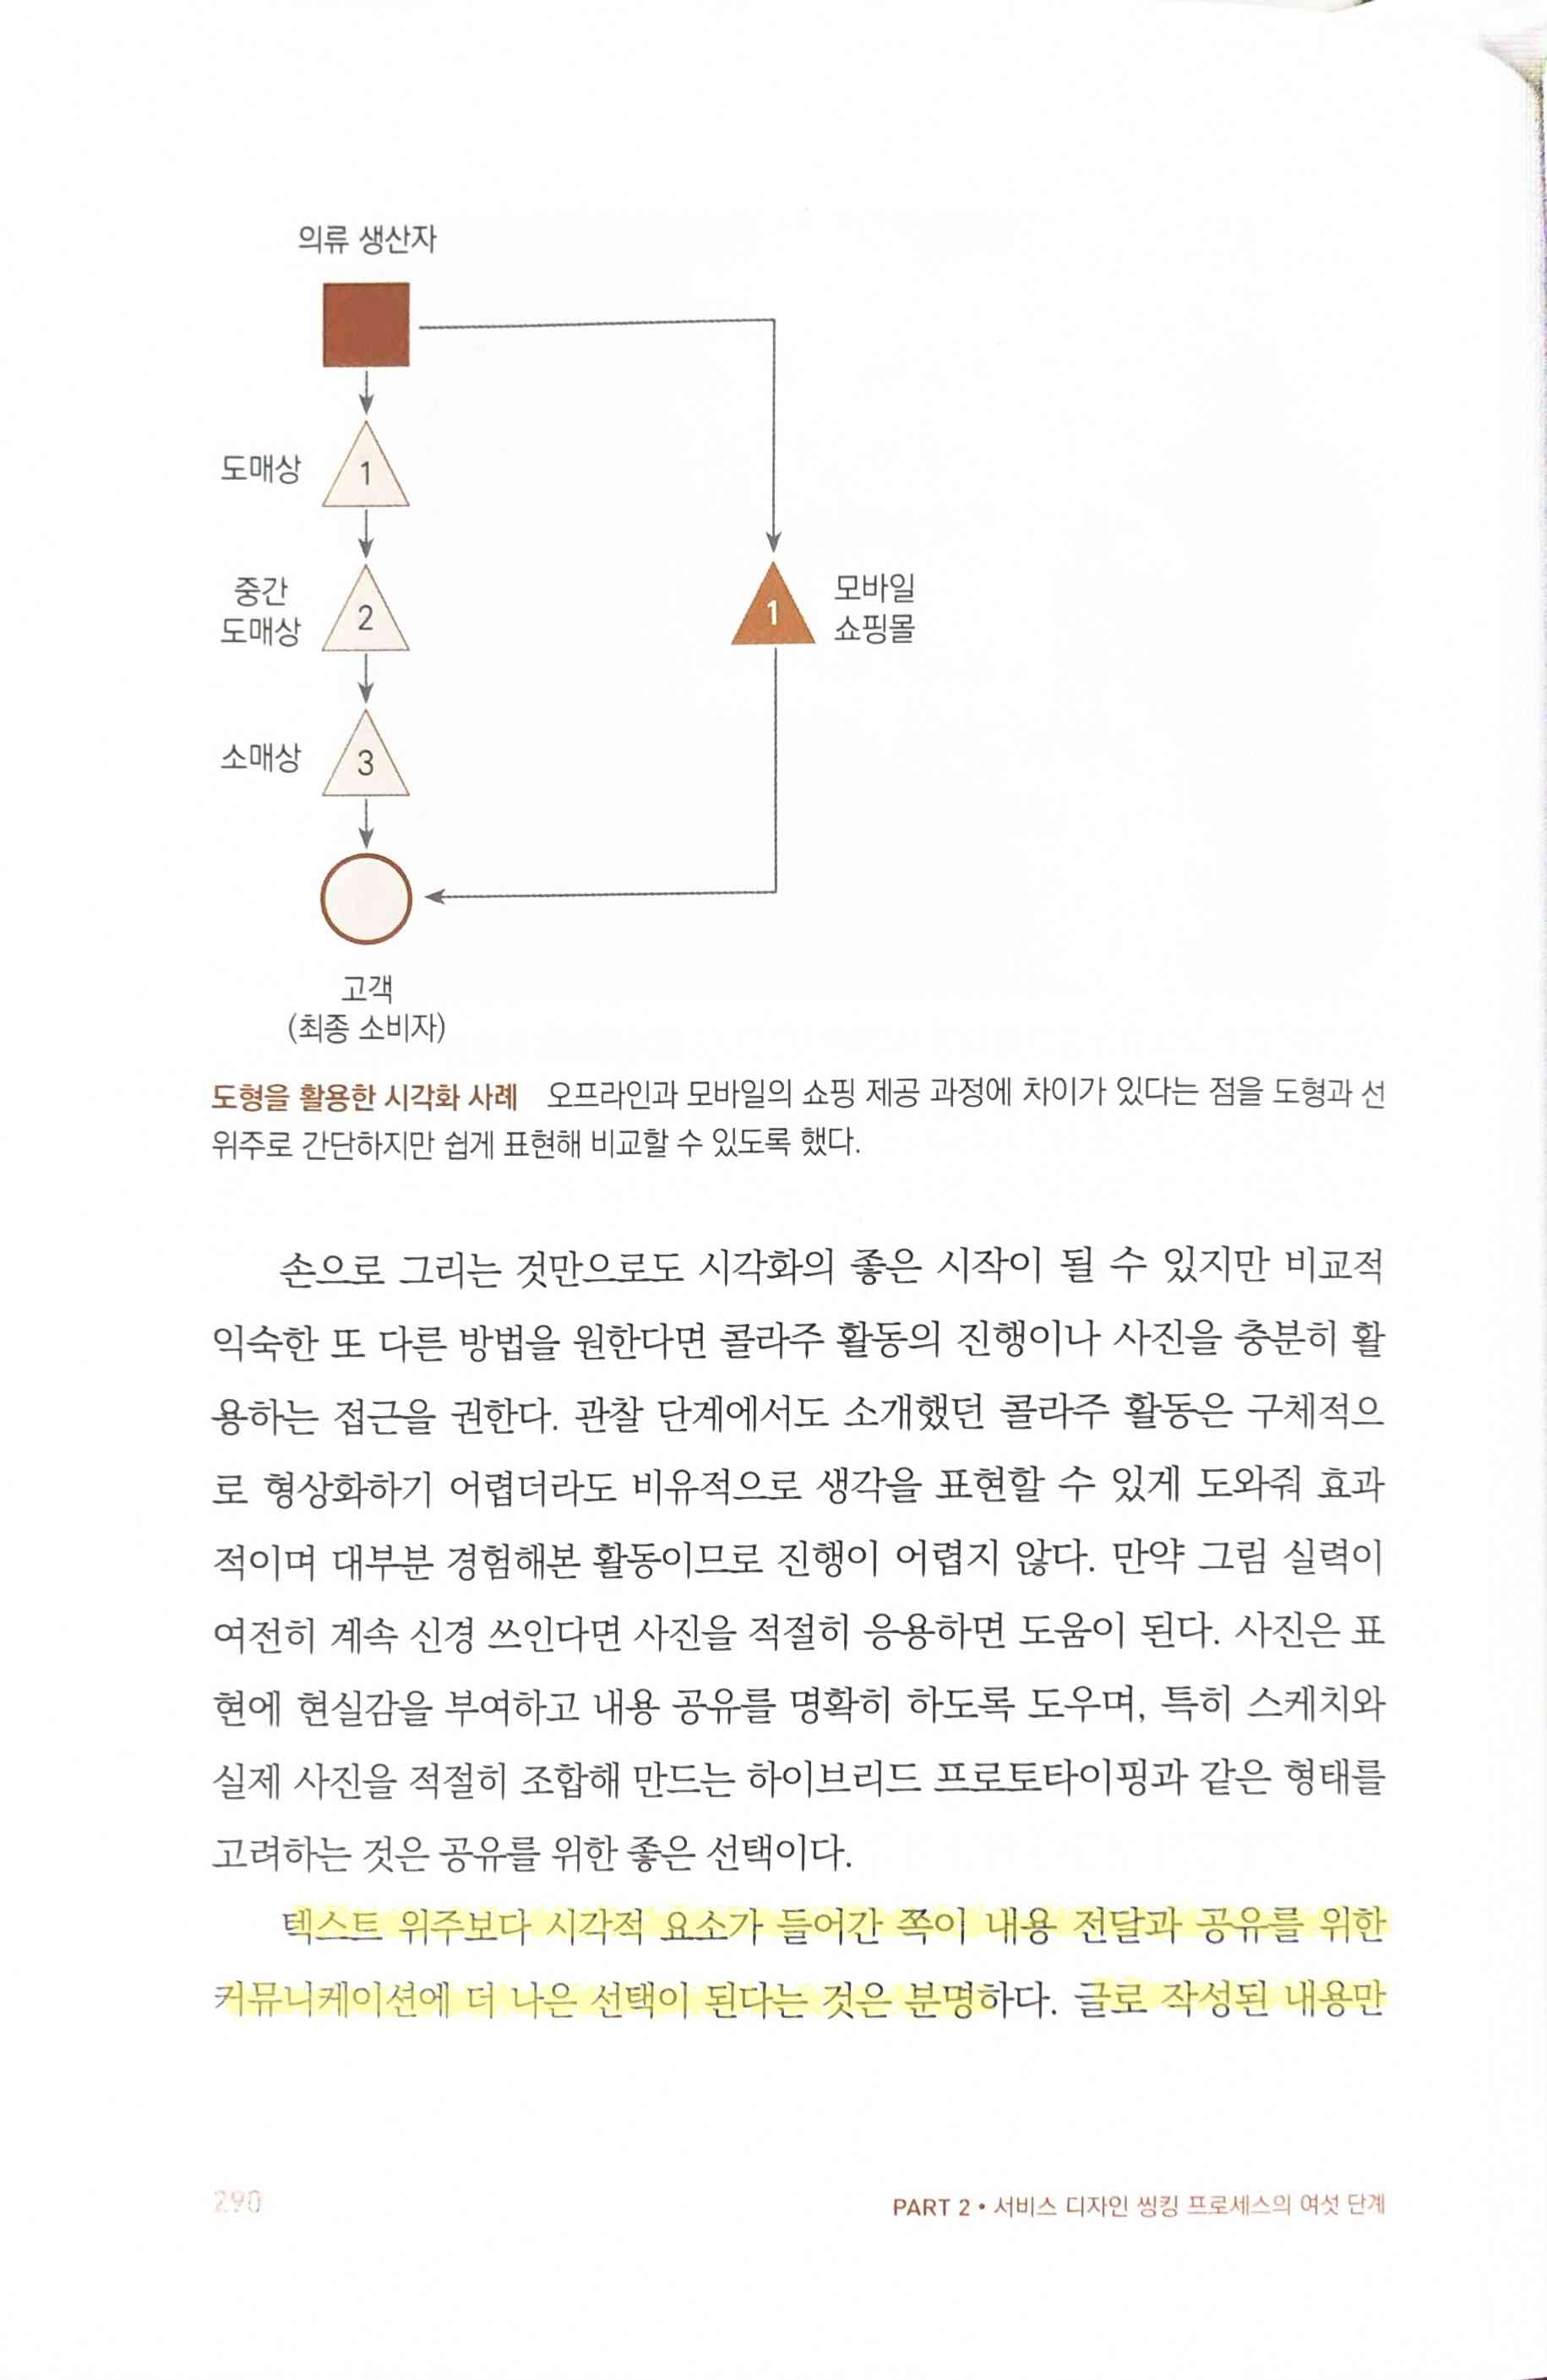 의류 생산자
도매상
1
중간
도매상
2
모바일
쇼핑몰
1
소매상
3
고객
(최종 소비자)
도형을 활용한 시각화 사례 오프라인과 모바일의 쇼핑 제공 과정에 차이가 있다는 점을 도형과 선
위주로 간단하지만 쉽게 표현해 비교할 수 있도록 했다.
손으로 그리는 것만으로도 시각화의 좋은 시작이 될 수 있지만 비교적
익숙한 또 다른 방법을 원한다면 콜라주 활동의 진행이나 사진을 충분히 활
용하는 접근을 권한다. 관찰 단계에서도 소개했던 콜라주 활동은 구체적으
로 형상화하기 어렵더라도 비유적으로 생각을 표현할 수 있게 도와줘 효과
적이며 대부분 경험해본 활동이므로 진행이 어렵지 않다. 만약 그림 실력이
여전히 계속 신경 쓰인다면 사진을 적절히 응용하면 도움이 된다. 사진은 표
현에 현실감을 부여하고 내용 공유를 명확히 하도록 도우며, 특히 스케치와
실제 사진을 적절히 조합해 만드는 하이브리드 프로토타이핑과 같은 형태를
고려하는 것은 공유를 위한 좋은 선택이다.
텍스트 위주보다 시각적 요소가 들어간 쪽이 내용 전달과 공유를 위한
커뮤니케이션에 더 나은 선택이 된다는 것은 분명하다. 글로 작성된 내용만
290
PART 2 • 서비스 디자인 씽킹 프로세스의 여섯 단계